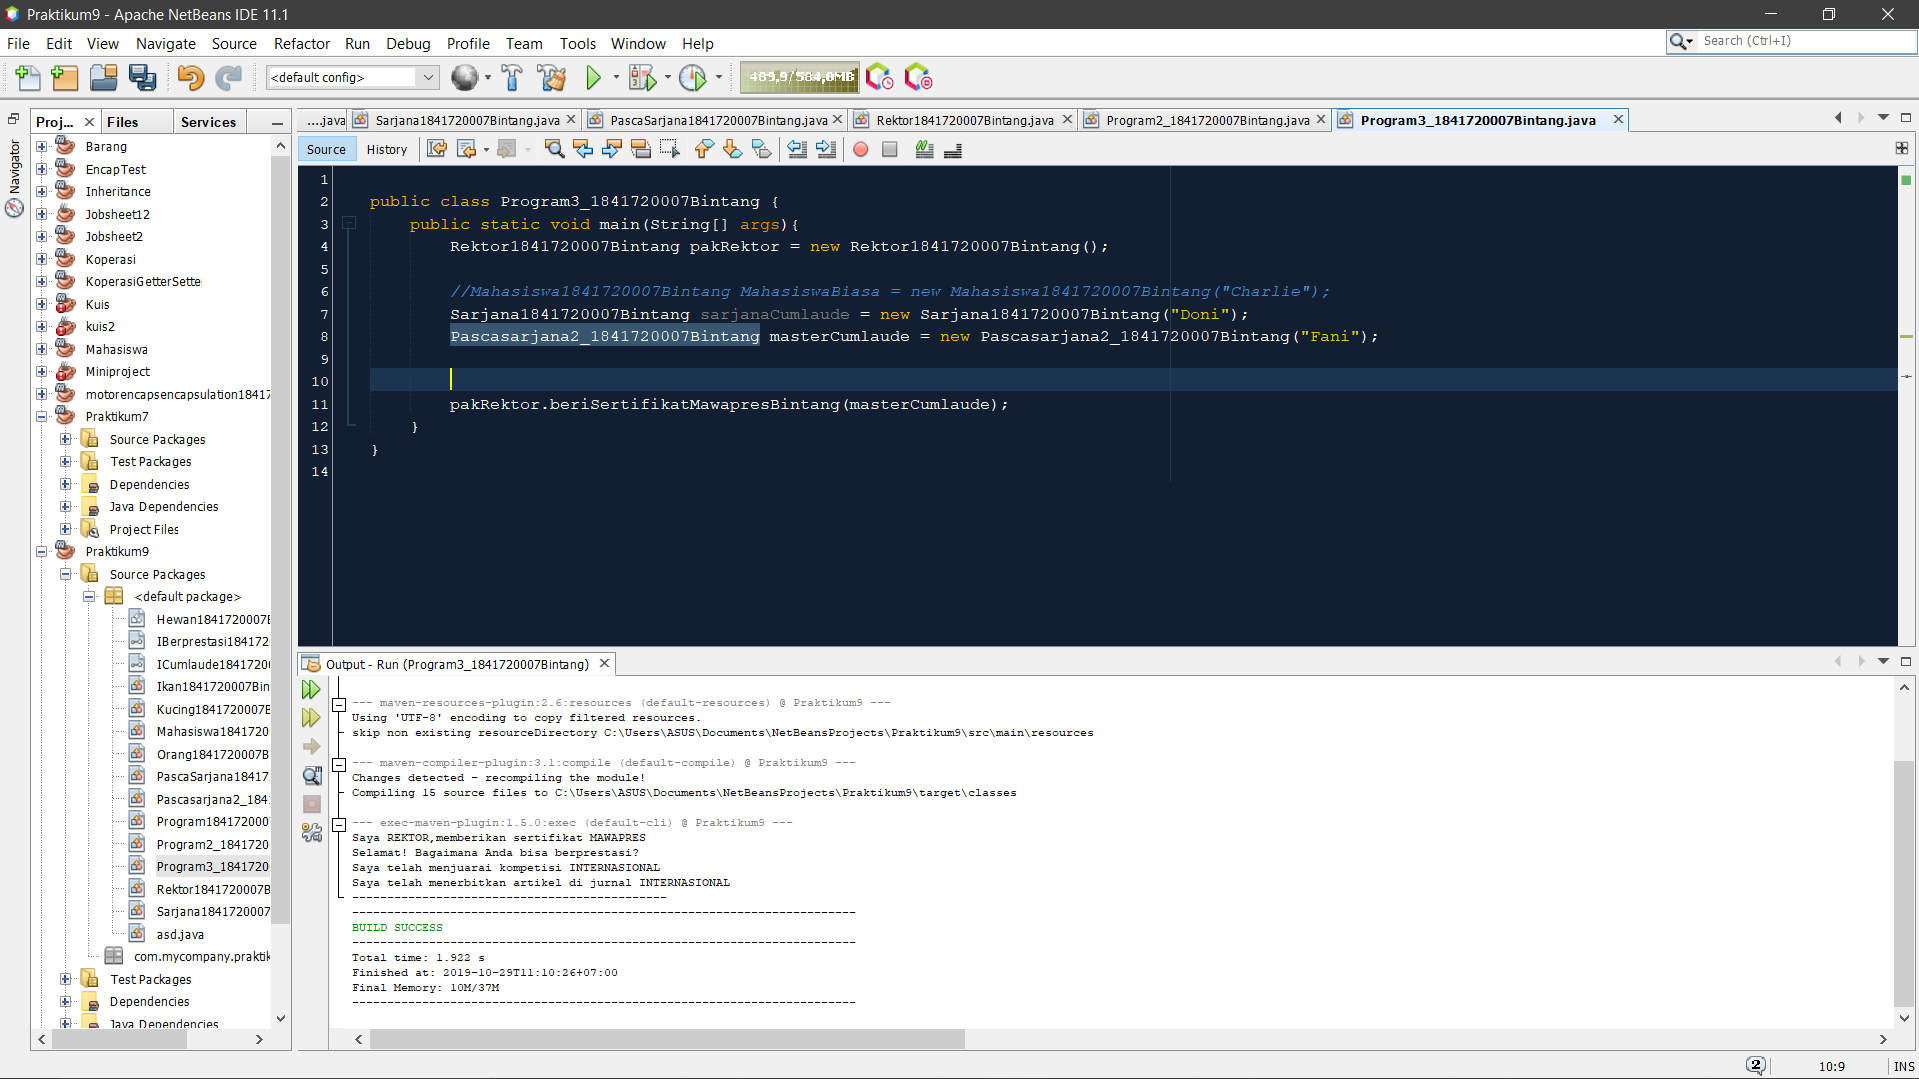 Praktikum9 - Apache NetBeans IDE 11.1
File Edit View Navigate Source Refactor Run Debug Profile Team Tools Window Help
Search (Ctrl+I)
<default config>
489,9/584,0MB
Proj... Files Services
....java Sarjana1841720007Bintang.java PascaSarjana1841720007Bintang.java Rektor1841720007Bintang.java Program2_1841720007Bintang.java Program3_1841720007Bintang.java
Source History
Navigator
Barang
EncapTest
Inheritance
Jobsheet12
Jobsheet2
Koperasi
KoperasiGetterSette
Kuis
kuis2
Mahasiswa
Miniproject
motorencapsencapsulation18417
Praktikum7
Source Packages
Test Packages
Dependencies
Java Dependencies
Project Files
Praktikum9
Source Packages
<default package>
Hewan1841720007B
IBerprestasi184172
ICumlaude1841720
Ikan1841720007Bin
Kucing1841720007B
Mahasiswa1841720
Orang1841720007B
PascaSarjana18417
Pascasarjana2_184
Program184172000
Program2_1841720
Program3_1841720
Rektor1841720007B
Sarjana1841720007
asd.java
com.mycompany.praktik
Test Packages
Dependencies
Java Dependencies
1
2 public class Program3_1841720007Bintang {
3 public static void main(String[] args){
4 Rektor1841720007Bintang pakRektor = new Rektor1841720007Bintang();
5
6 //Mahasiswa1841720007Bintang MahasiswaBiasa = new Mahasiswa1841720007Bintang("Charlie");
7 Sarjana1841720007Bintang sarjanaCumlaude = new Sarjana1841720007Bintang("Doni");
8 Pascasarjana2_1841720007Bintang masterCumlaude = new Pascasarjana2_1841720007Bintang("Fani");
9
10
11 pakRektor.beriSertifikatMawapresBintang(masterCumlaude);
12 }
13 }
14
Output - Run (Program3_1841720007Bintang)
--- maven-resources-plugin:2.6:resources (default-resources) @ Praktikum9 ---
Using 'UTF-8' encoding to copy filtered resources.
skip non existing resourceDirectory C:\Users\ASUS\Documents\NetBeansProjects\Praktikum9\src\main\resources
--- maven-compiler-plugin:3.1:compile (default-compile) @ Praktikum9 ---
Changes detected - recompiling the module!
Compiling 15 source files to C:\Users\ASUS\Documents\NetBeansProjects\Praktikum9\target\classes
--- exec-maven-plugin:1.5.0:exec (default-cli) @ Praktikum9 ---
Saya REKTOR,memberikan sertifikat MAWAPRES
Selamat! Bagaimana Anda bisa berprestasi?
Saya telah menjuarai kompetisi INTERNASIONAL
Saya telah menerbitkan artikel di jurnal INTERNASIONAL
---------------------------------------------
------------------------------------------------------------------------
BUILD SUCCESS
------------------------------------------------------------------------
Total time: 1.922 s
Finished at: 2019-10-29T11:10:26+07:00
Final Memory: 10M/37M
------------------------------------------------------------------------
2 10:9 INS